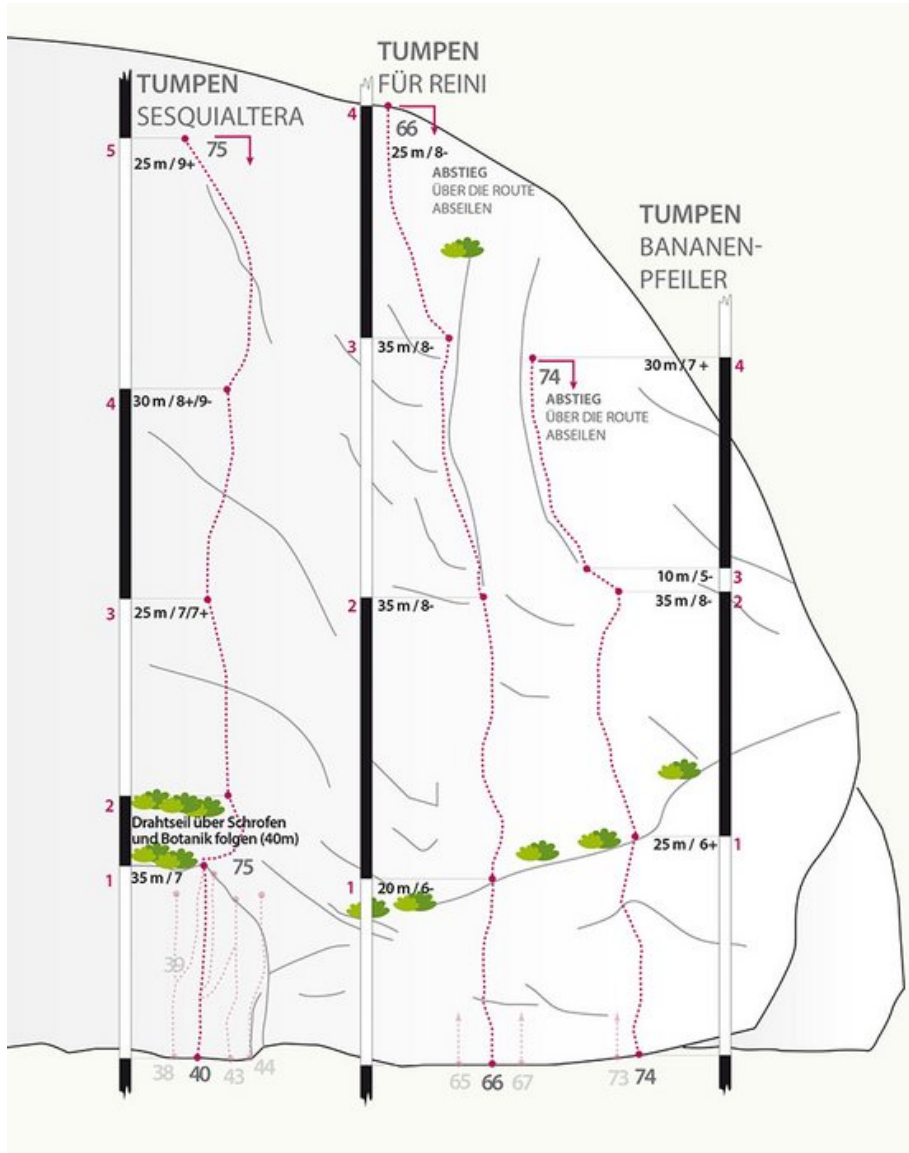 TUMPEN
SESQUIALTERA
5
75
25 m / 9+
4
30 m / 8+/9-
3
25 m / 7/7+
2
Drahtseil über Schrofen
und Botanik folgen (40m)
75
1
35 m / 7
39
38
40
43
44
TUMPEN
FÜR REINI
4
66
25 m / 8-
ABSTIEG
ÜBER DIE ROUTE
ABSEILEN
3
35 m / 8-
2
35 m / 8-
1
20 m / 6-
65
66
67
TUMPEN
BANANEN-
PFEILER
30 m / 7 +
4
74
ABSTIEG
ÜBER DIE ROUTE
ABSEILEN
10 m / 5-
3
35 m / 8-
2
25 m / 6+
1
73
74